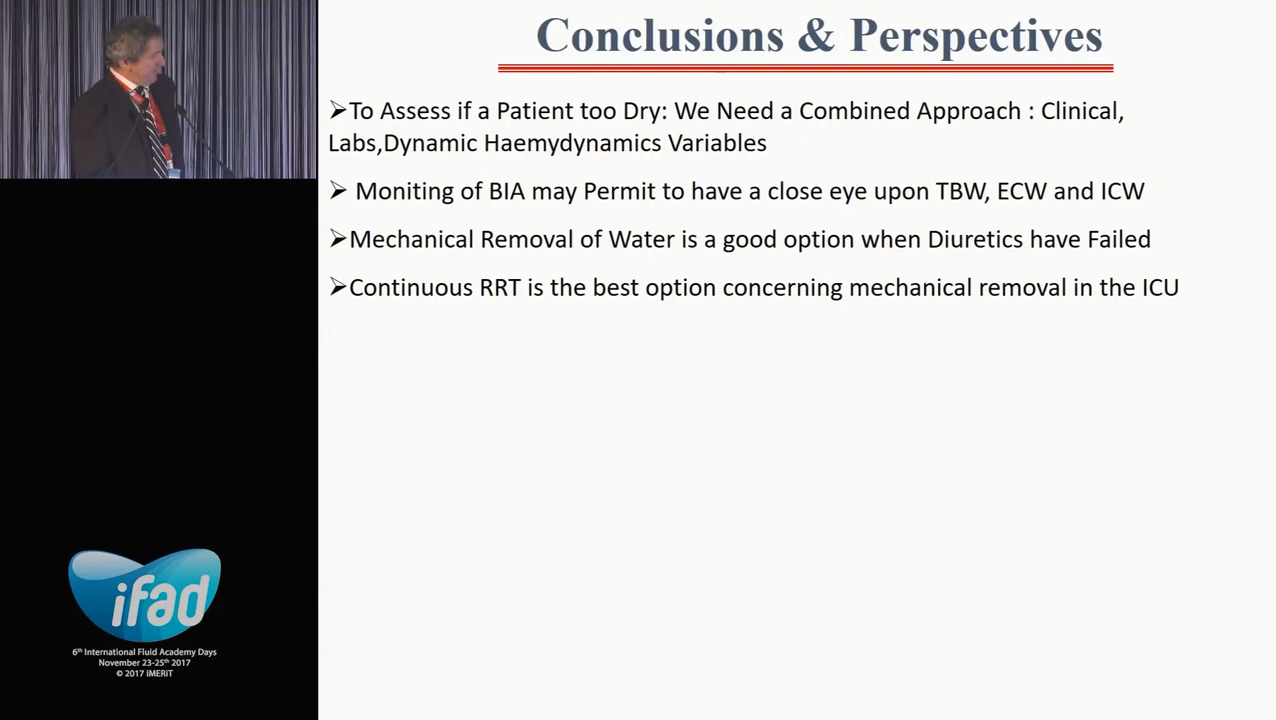 Conclusions & Perspectives
➢To Assess if a Patient too Dry: We Need a Combined Approach : Clinical,
Labs,Dynamic Haemydynamics Variables
➢ Moniting of BIA may Permit to have a close eye upon TBW, ECW and ICW
➢Mechanical Removal of Water is a good option when Diuretics have Failed
➢Continuous RRT is the best option concerning mechanical removal in the ICU
ifad
6th International Fluid Academy Days
November 23-25th 2017
© 2017 iMERiT